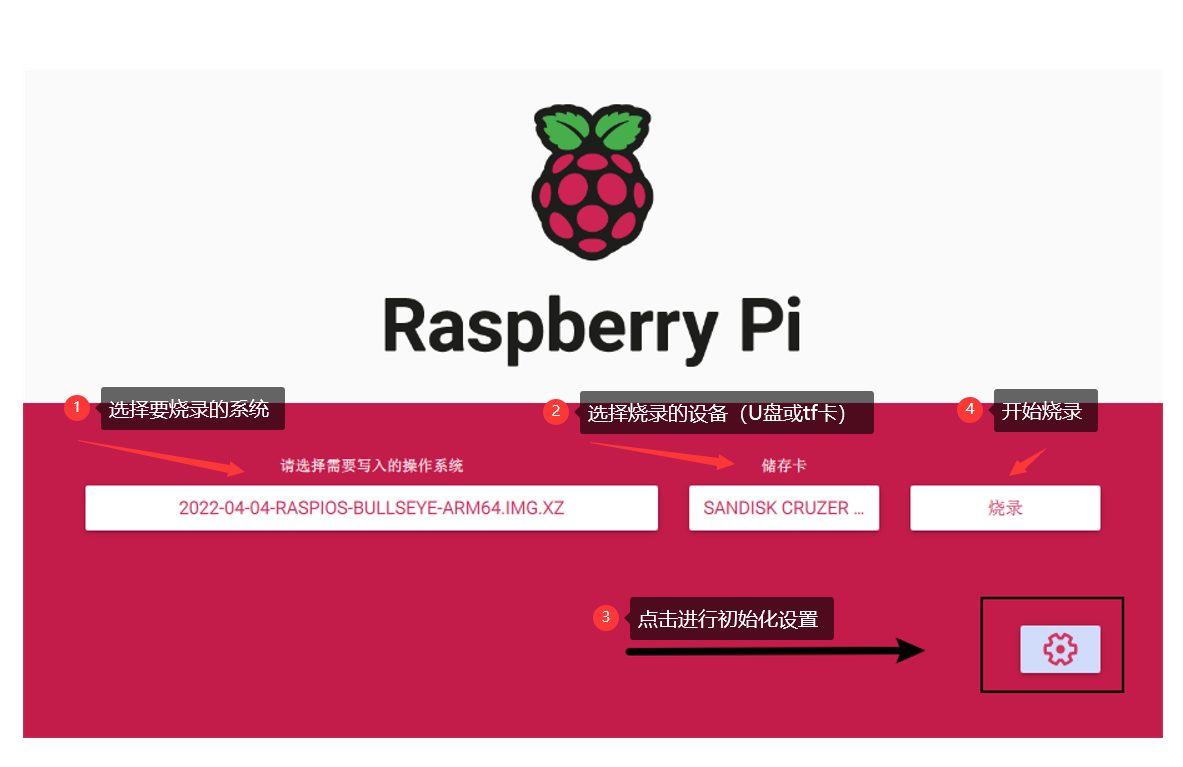 Raspberry Pi
1 选择要烧录的系统
2 选择烧录的设备（U盘或tf卡）
4 开始烧录
请选择需要写入的操作系统
储存卡
2022-04-04-RASPIOS-BULLSEYE-ARM64.IMG.XZ
SANDISK CRUZER ...
烧录
3 点击进行初始化设置